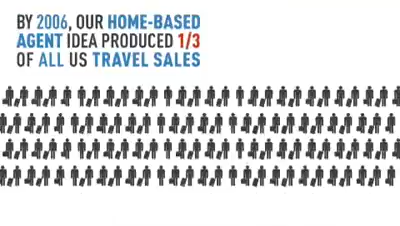 BY 2006, OUR HOME-BASED
AGENT IDEA PRODUCED 1/3
OF ALL US TRAVEL SALES